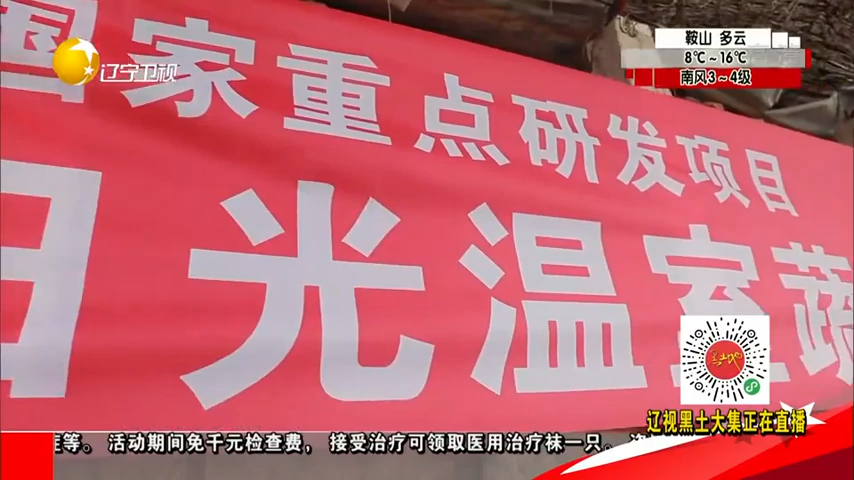 辽宁卫视
鞍山 多云
8℃~16℃
南风3~4级
国家重点研发项目
日光温室蔬
辽视黑土大集正在直播
症等。 活动期间免千元检查费， 接受治疗可领取医用治疗袜一只。